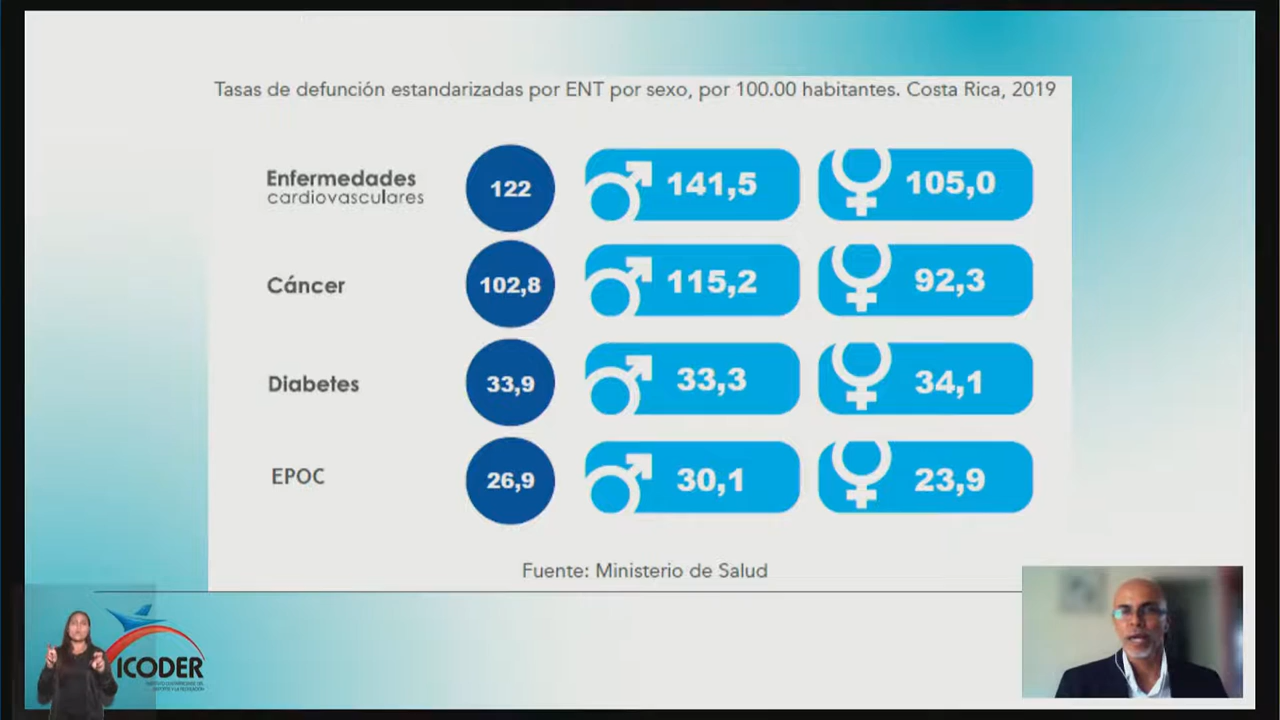 Tasas de defunción estandarizadas por ENT por sexo, por 100.00 habitantes. Costa Rica, 2019
Enfermedades
cardiovasculares
122
141,5
105,0
Cáncer
102,8
115,2
92,3
Diabetes
33,9
33,3
34,1
EPOC
26,9
30,1
23,9
Fuente: Ministerio de Salud
ICODER